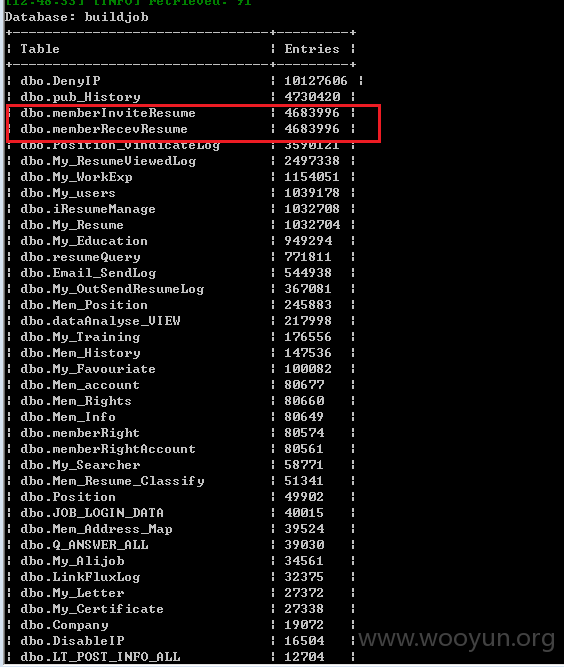 [12:48:33] [INFO] retrieved: 91
Database: buildjob
+--------------------------------+---------+
| Table | Entries |
+--------------------------------+---------+
| dbo.DenyIP | 10127606 |
| dbo.pub_History | 4730420 |
| dbo.memberInviteResume | 4683996 |
| dbo.memberRecevResume | 4683996 |
| dbo.Position_VindicateLog | 3590121 |
| dbo.My_ResumeViewedLog | 2497338 |
| dbo.My_WorkExp | 1154051 |
| dbo.My_users | 1039178 |
| dbo.iResumeManage | 1032708 |
| dbo.My_Resume | 1032704 |
| dbo.My_Education | 949294 |
| dbo.resumeQuery | 771811 |
| dbo.Email_SendLog | 544938 |
| dbo.My_OutSendResumeLog | 367081 |
| dbo.Mem_Position | 245883 |
| dbo.dataAnalyse_VIEW | 217998 |
| dbo.My_Training | 176556 |
| dbo.Mem_History | 147536 |
| dbo.My_Favouriate | 100082 |
| dbo.Mem_account | 80677 |
| dbo.Mem_Rights | 80660 |
| dbo.Mem_Info | 80649 |
| dbo.memberRight | 80574 |
| dbo.memberRightAccount | 80561 |
| dbo.My_Searcher | 58771 |
| dbo.Mem_Resume_Classify | 51341 |
| dbo.Position | 49902 |
| dbo.JOB_LOGIN_DATA | 40015 |
| dbo.Mem_Address_Map | 39524 |
| dbo.Q_ANSWER_ALL | 39030 |
| dbo.My_Alijob | 34561 |
| dbo.LinkFluxLog | 32375 |
| dbo.My_Letter | 27372 |
| dbo.My_Certificate | 27338 |
| dbo.Company | 19072 |
| dbo.DisableIP | 16504 |
| dbo.LT_POST_INFO_ALL | 12704 |
www.wooyun.org